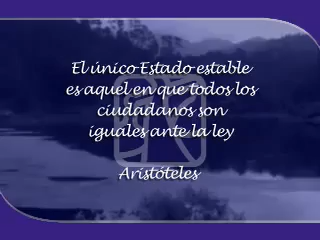 El único Estado estable
es aquel en que todos los
ciudadanos son
iguales ante la ley
Aristóteles